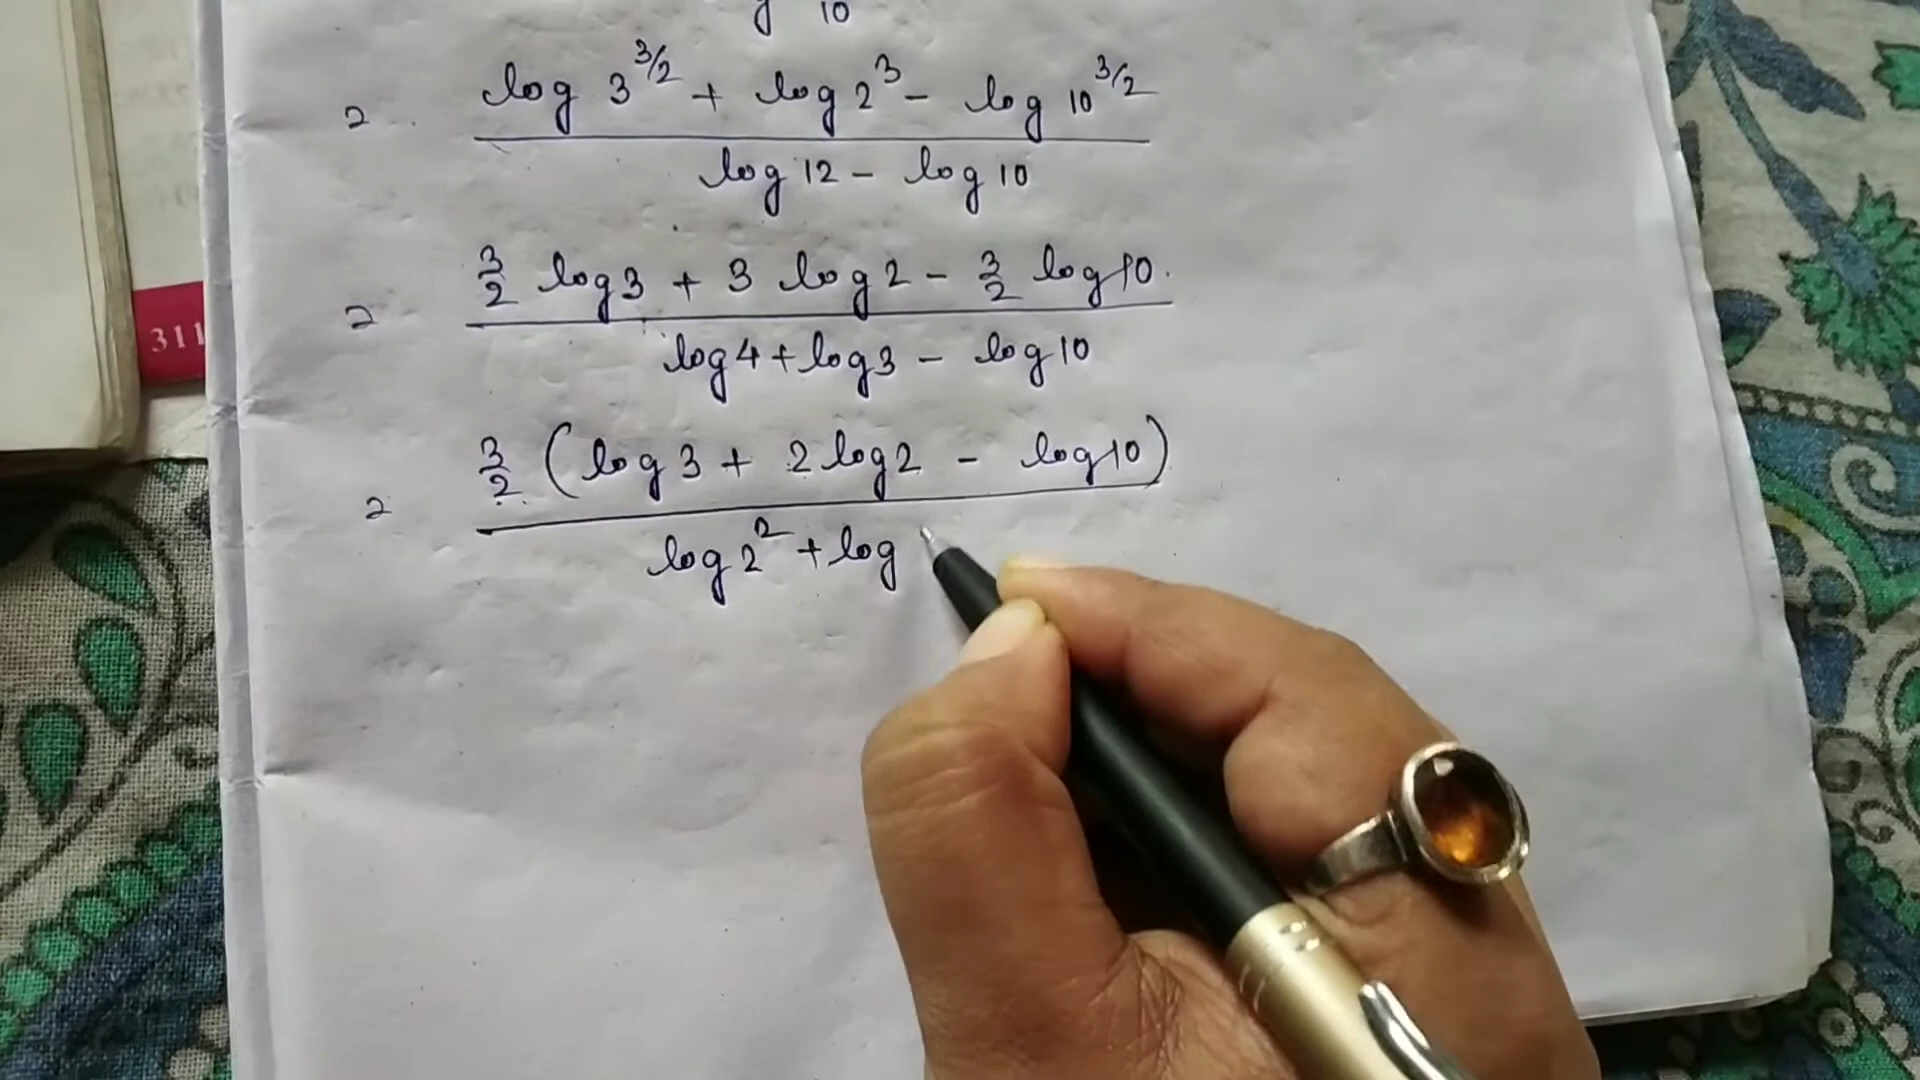 g 10
= log 3^{3/2} + log 2^3 - log 10^{3/2}
log 12 - log 10
= 3/2 log 3 + 3 log 2 - 3/2 log 10
log 4 + log 3 - log 10
311
= 3/2 (log 3 + 2 log 2 - log 10)
log 2^2 + log